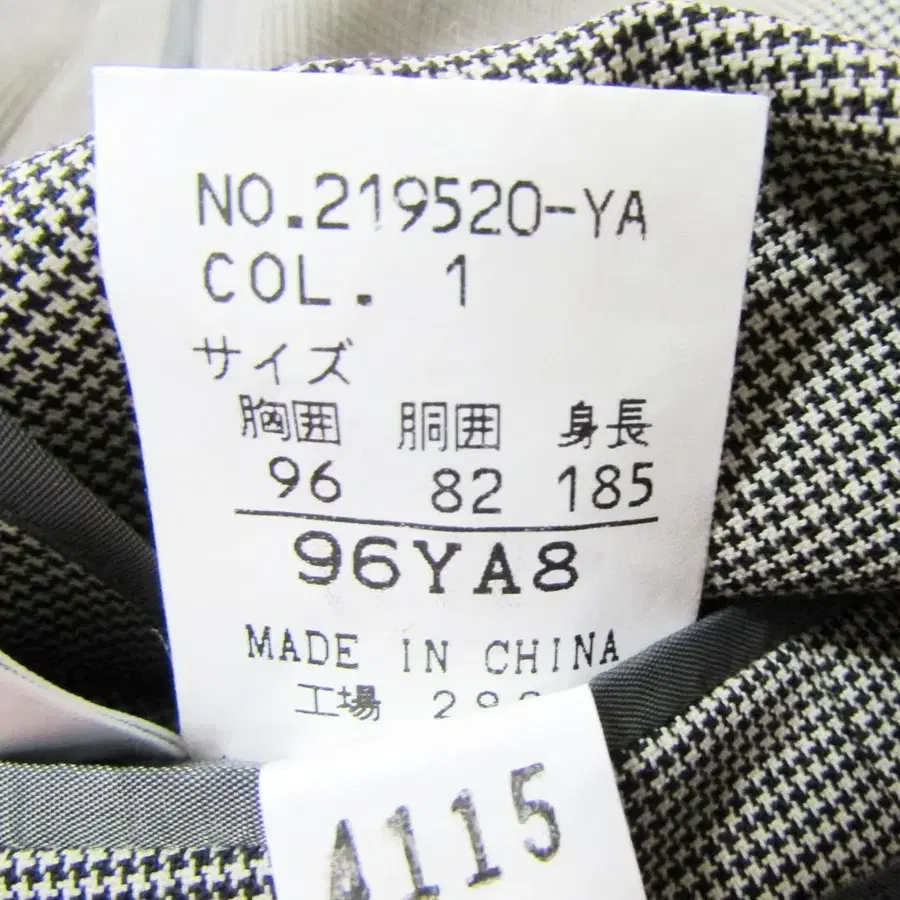 NO.219520-YA
COL. 1
サイズ
胸囲 胴囲 身長
96 82 185
96YA8
MADE IN CHINA
工場
4115